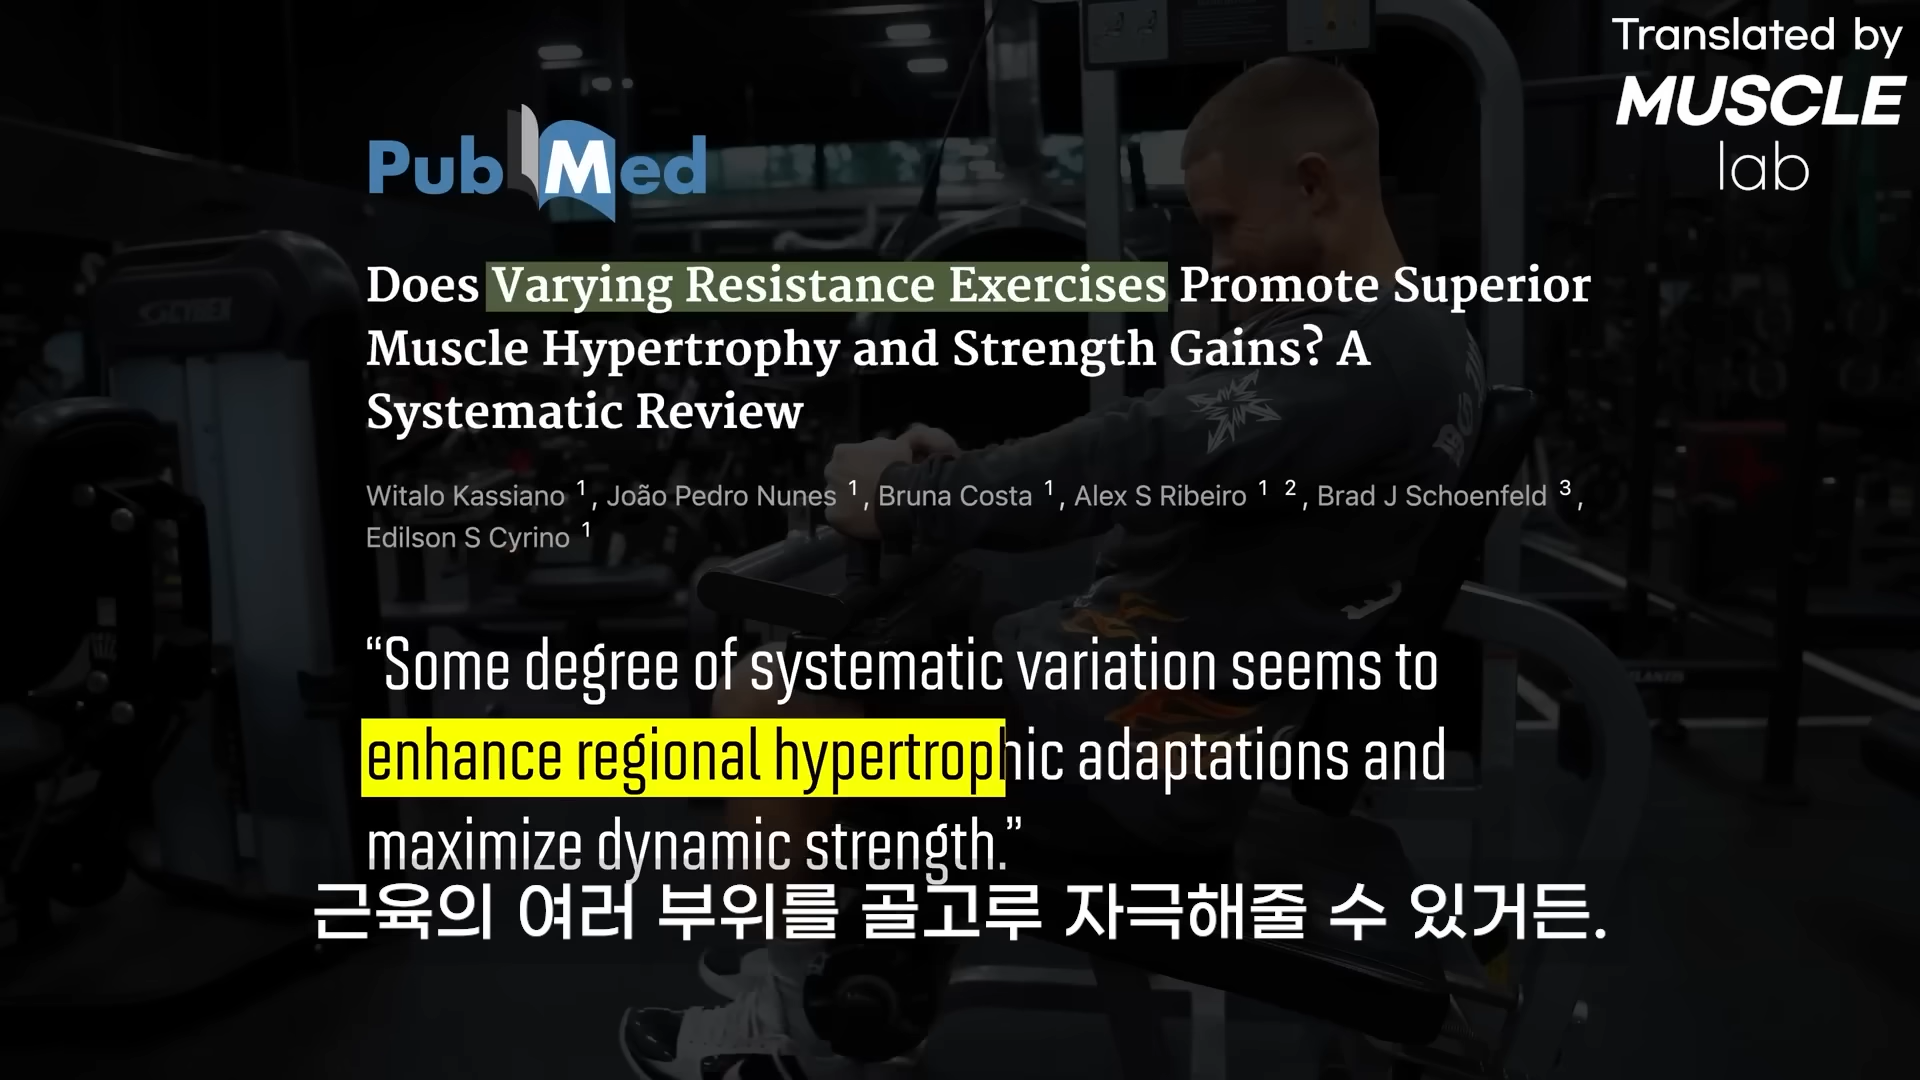 Translated by
MUSCLE
lab
PubMed
Does Varying Resistance Exercises Promote Superior
Muscle Hypertrophy and Strength Gains? A
Systematic Review
Witalo Kassiano 1, João Pedro Nunes 1, Bruna Costa 1, Alex S Ribeiro 1 2, Brad J Schoenfeld 3,
Edilson S Cyrino 1
“Some degree of systematic variation seems to
enhance regional hypertrophic adaptations and
maximize dynamic strength.”
근육의 여러 부위를 골고루 자극해줄 수 있거든.
CYBEX